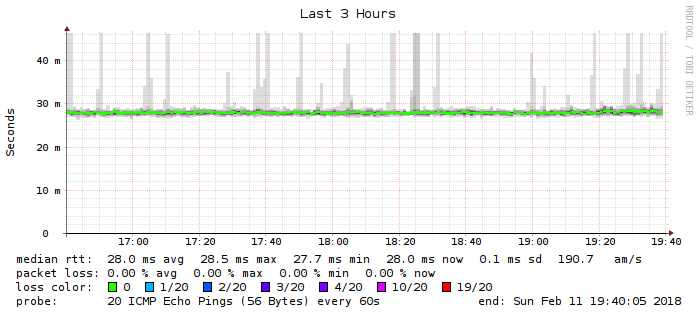 Last 3 Hours
RRDTOOL / TOBI OETIKER
Seconds
40 m
30 m
20 m
10 m
0
17:00 17:20 17:40 18:00 18:20 18:40 19:00 19:20 19:40
median rtt: 28.0 ms avg 28.5 ms max 27.7 ms min 28.0 ms now 0.1 ms sd 190.7 am/s
packet loss: 0.00 % avg 0.00 % max 0.00 % min 0.00 % now
loss color: 0 1/20 2/20 3/20 4/20 10/20 19/20
probe: 20 ICMP Echo Pings (56 Bytes) every 60s end: Sun Feb 11 19:40:05 2018